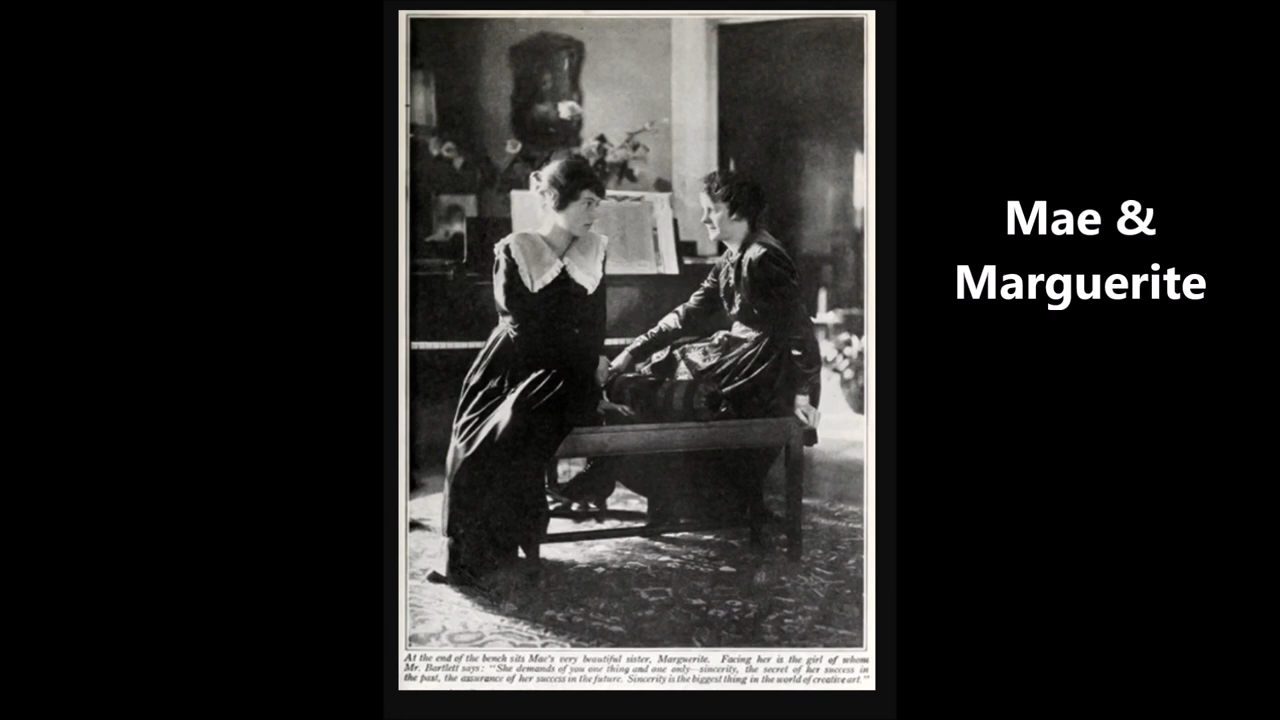 Mae &
Marguerite
At the end of the bench sits Mae's very beautiful sister, Marguerite. Facing her is the girl of whom
Mr. Bartlett says: "She demands of you one thing and one only—sincerity, the secret of her success in
the past, the assurance of her success in the future. Sincerity is the biggest thing in the world of creative art."